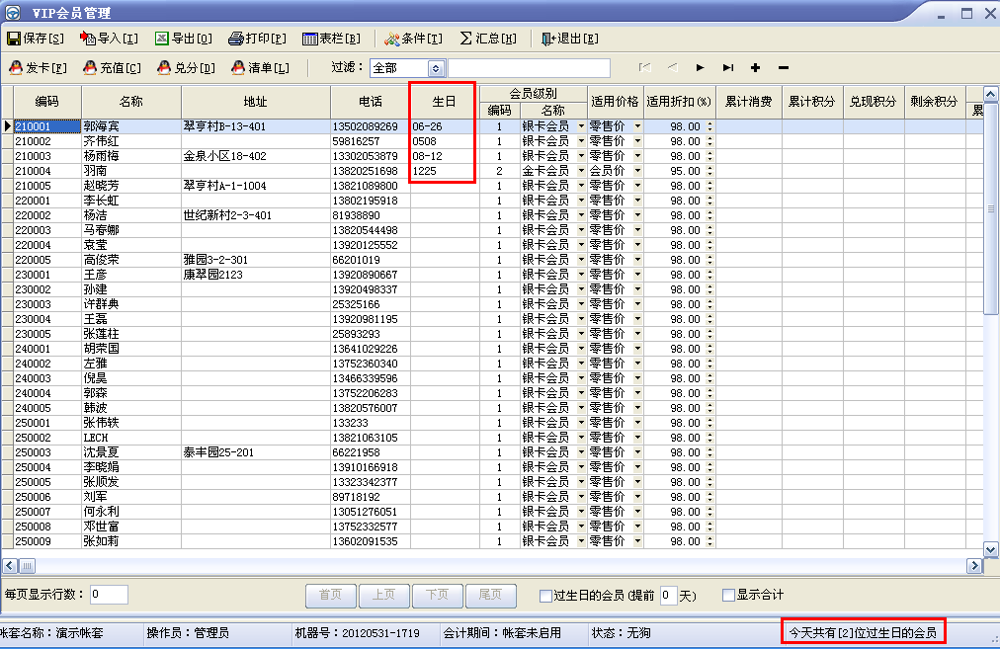 VIP会员管理
保存[S] 导入[I] 导出[O] 打印[P] 表栏[B] 条件[T] 汇总[H] 退出[E]
发卡[F] 充值[C] 兑分[D] 清单[L] 过滤： 全部
编码 名称 地址 电话 生日 会员级别 适用价格 适用折扣(%) 累计消费 累计积分 兑现积分 剩余积分 累
编码 名称
210001 郭海宾 翠亨村B-13-401 13502089269 06-26 1 银卡会员 零售价 98.00
210002 齐伟红 59816257 0508 1 银卡会员 零售价 98.00
210003 杨雨梅 金泉小区18-402 13302053879 08-12 1 银卡会员 零售价 98.00
210004 羽南 13820251698 1225 2 金卡会员 会员价 95.00
210005 赵晓芳 翠亨村A-1-1004 13821089800 1 银卡会员 零售价 98.00
220001 李长虹 13802195918 1 银卡会员 零售价 98.00
220002 杨洁 世纪新村2-3-401 81938890 1 银卡会员 零售价 98.00
220003 马春娜 13820544498 1 银卡会员 零售价 98.00
220004 袁莹 13920125552 1 银卡会员 零售价 98.00
220005 高俊荣 雅园3-2-301 66201019 1 银卡会员 零售价 98.00
230001 王彦 康翠园2123 13920890667 1 银卡会员 零售价 98.00
230002 孙建 13920498337 1 银卡会员 零售价 98.00
230003 许群典 25325166 1 银卡会员 零售价 98.00
230004 王磊 13920981195 1 银卡会员 零售价 98.00
230005 张莲柱 25893293 1 银卡会员 零售价 98.00
240001 胡荣国 13641029226 1 银卡会员 零售价 98.00
240002 左雅 13752360340 1 银卡会员 零售价 98.00
240003 倪昊 13466339596 1 银卡会员 零售价 98.00
240004 郭森 13752206283 1 银卡会员 零售价 98.00
240005 韩波 13820576007 1 银卡会员 零售价 98.00
250001 张伟轶 133233 1 银卡会员 零售价 98.00
250002 LECH 13821063105 1 银卡会员 零售价 98.00
250003 沈景夏 泰丰园25-201 66221958 1 银卡会员 零售价 98.00
250004 李晓娟 13910166918 1 银卡会员 零售价 98.00
250005 张顺发 13323342377 1 银卡会员 零售价 98.00
250006 刘军 89718192 1 银卡会员 零售价 98.00
250007 何永利 13051276051 1 银卡会员 零售价 98.00
250008 邓世富 13752332577 1 银卡会员 零售价 98.00
250009 张如莉 13602091535 1 银卡会员 零售价 98.00
每页显示行数： 0 首页 上页 下页 尾页 过生日的会员(提前 0 天) 显示合计
帐套名称：演示帐套 操作员：管理员 机器号：20120531-1719 会计期间：帐套未启用 状态：无狗 今天共有[2]位过生日的会员